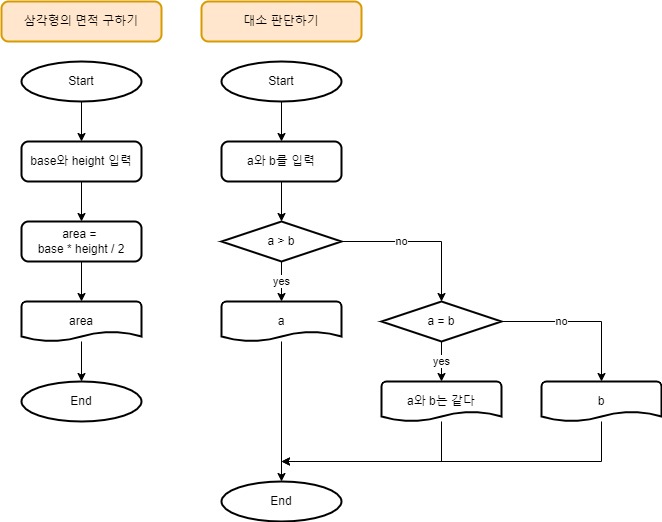 삼각형의 면적 구하기
Start
base와 height 입력
area =
base * height / 2
area
End
대소 판단하기
Start
a와 b를 입력
a > b
no
yes
a
a = b
no
yes
a와 b는 같다
b
End